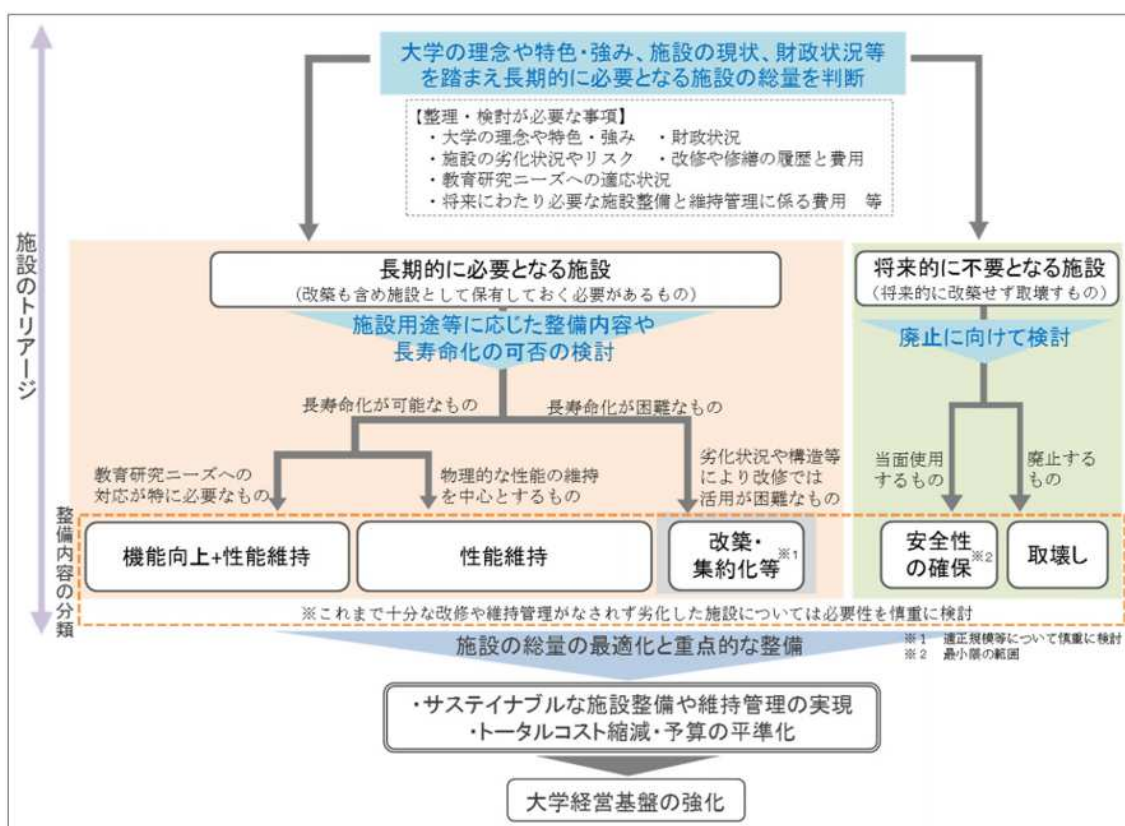 大学の理念や特色・強み、施設の現状、財政状況等
を踏まえ長期的に必要となる施設の総量を判断
【整理・検討が必要な事項】
・大学の理念や特色・強み ・財政状況
・施設の劣化状況やリスク ・改修や修繕の履歴と費用
・教育研究ニーズへの適応状況
・将来にわたり必要な施設整備と維持管理に係る費用 等
施設のトリアージ
長期的に必要となる施設
(改築も含め施設として保有しておく必要があるもの)
将来的に不要となる施設
(将来的に改築せず取壊すもの)
施設用途等に応じた整備内容や
長寿命化の可否の検討
廃止に向けて検討
長寿命化が可能なもの
長寿命化が困難なもの
教育研究ニーズへの
対応が特に必要なもの
物理的な性能の維持
を中心とするもの
劣化状況や構造等
により改修では
活用が困難なもの
当面使用
するもの
廃止する
もの
整備内容の分類
機能向上+性能維持
性能維持
改築・
集約化等※1
安全性
の確保※2
取壊し
※これまで十分な改修や維持管理がなされず劣化した施設については必要性を慎重に検討
施設の総量の最適化と重点的な整備
※1 適正規模等について慎重に検討
※2 最小限の範囲
・サステイナブルな施設整備や維持管理の実現
・トータルコスト縮減・予算の平準化
大学経営基盤の強化